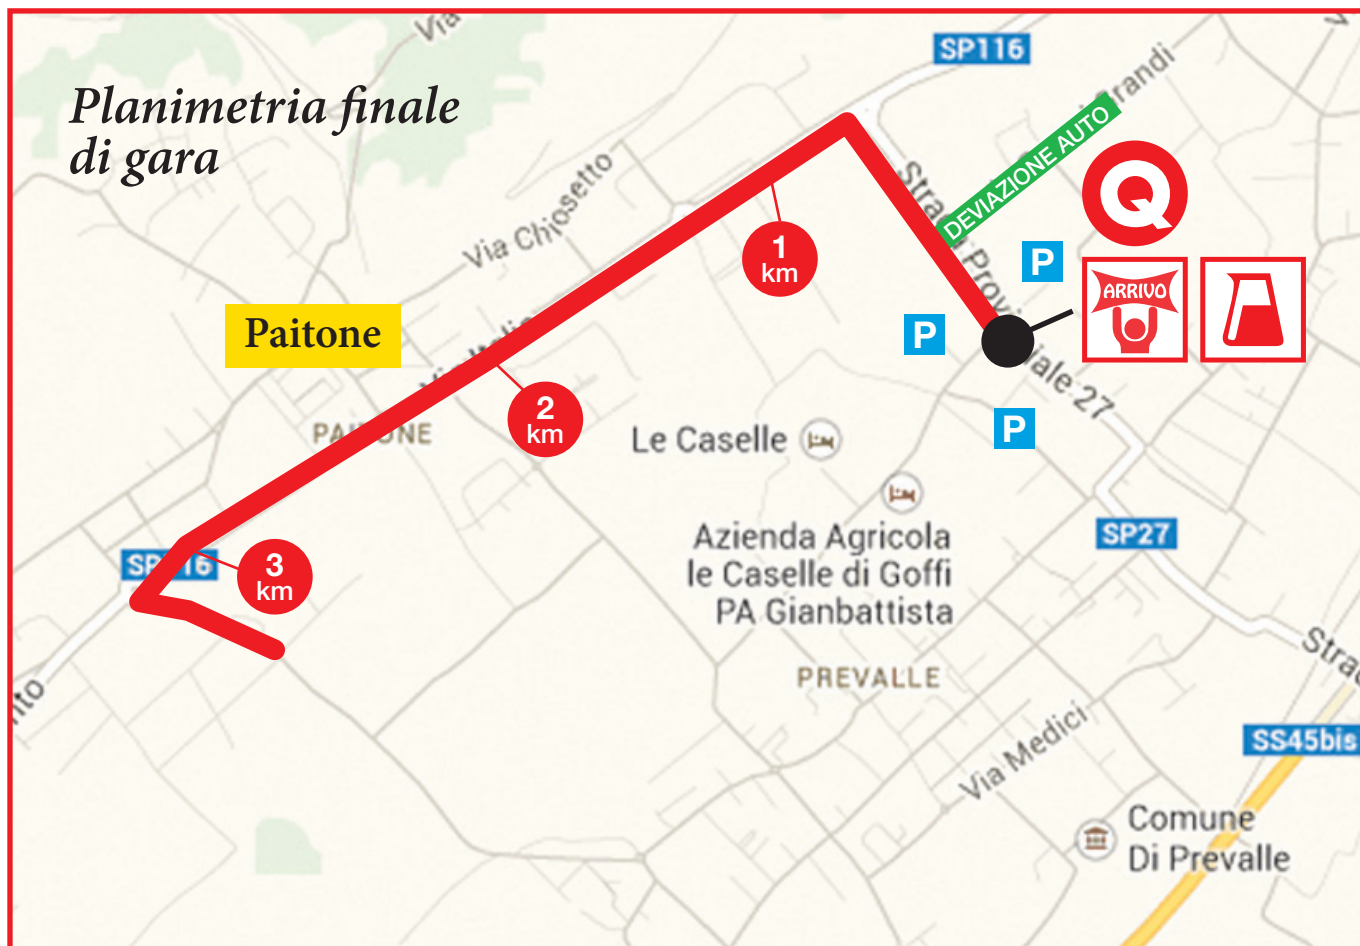 Planimetria finale
di gara
Via
SP116
DEVIAZIONE AUTO
Via Chiosetto
Q
1
km
P
ARRIVO
P
Paitone
2
km
P
Le Caselle
Azienda Agricola
le Caselle di Goffi
PA Gianbattista
SP27
3
km
PREVALLE
Via Medici
SS45bis
Comune
Di Prevalle